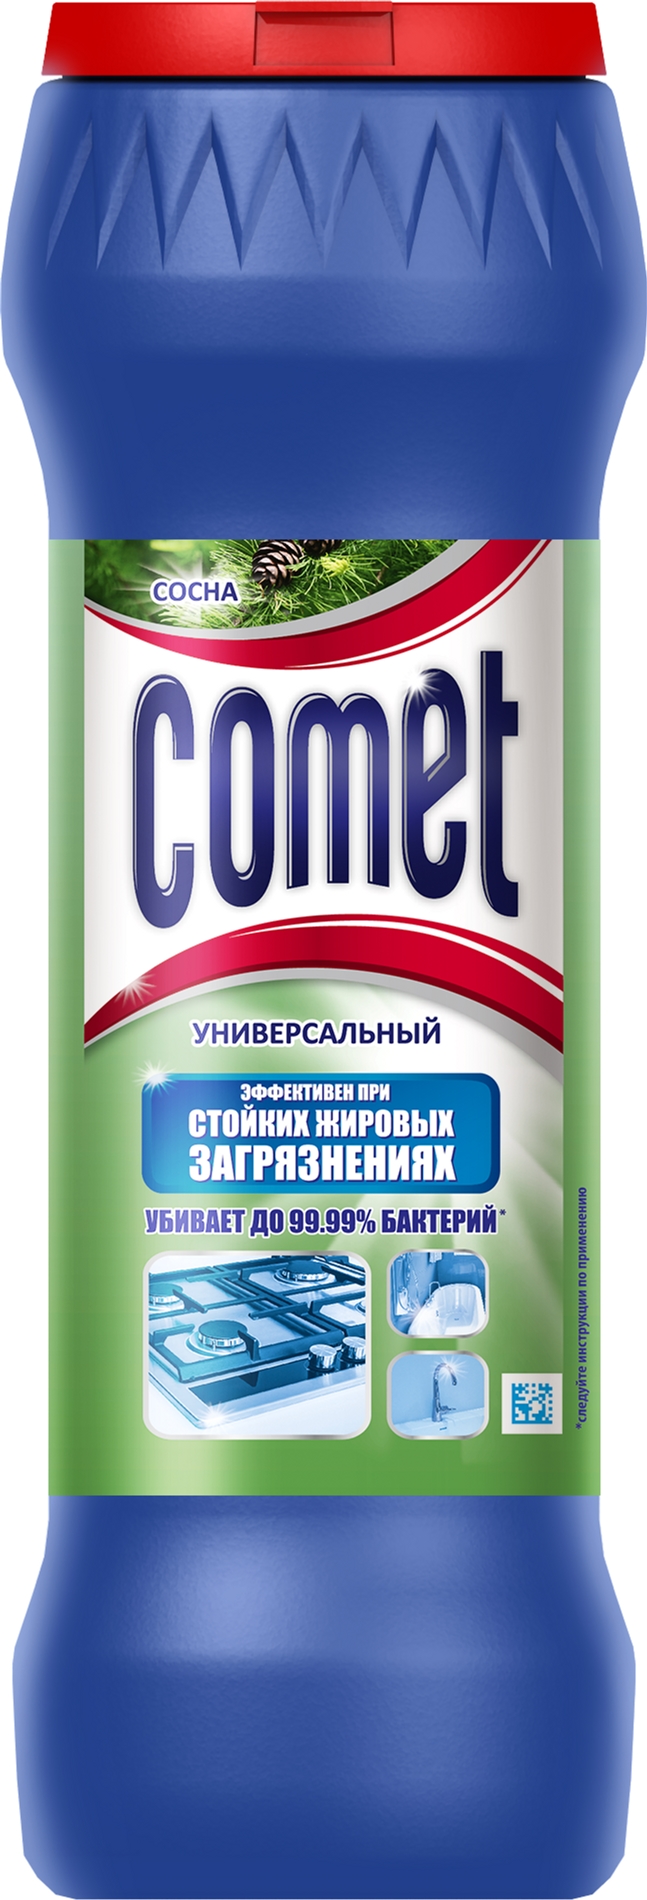 СОСНА
Comet
УНИВЕРСАЛЬНЫЙ
ЭФФЕКТИВЕН ПРИ
СТОЙКИХ ЖИРОВЫХ
ЗАГРЯЗНЕНИЯХ
УБИВАЕТ ДО 99.99% БАКТЕРИЙ*
*следуйте инструкции по применению